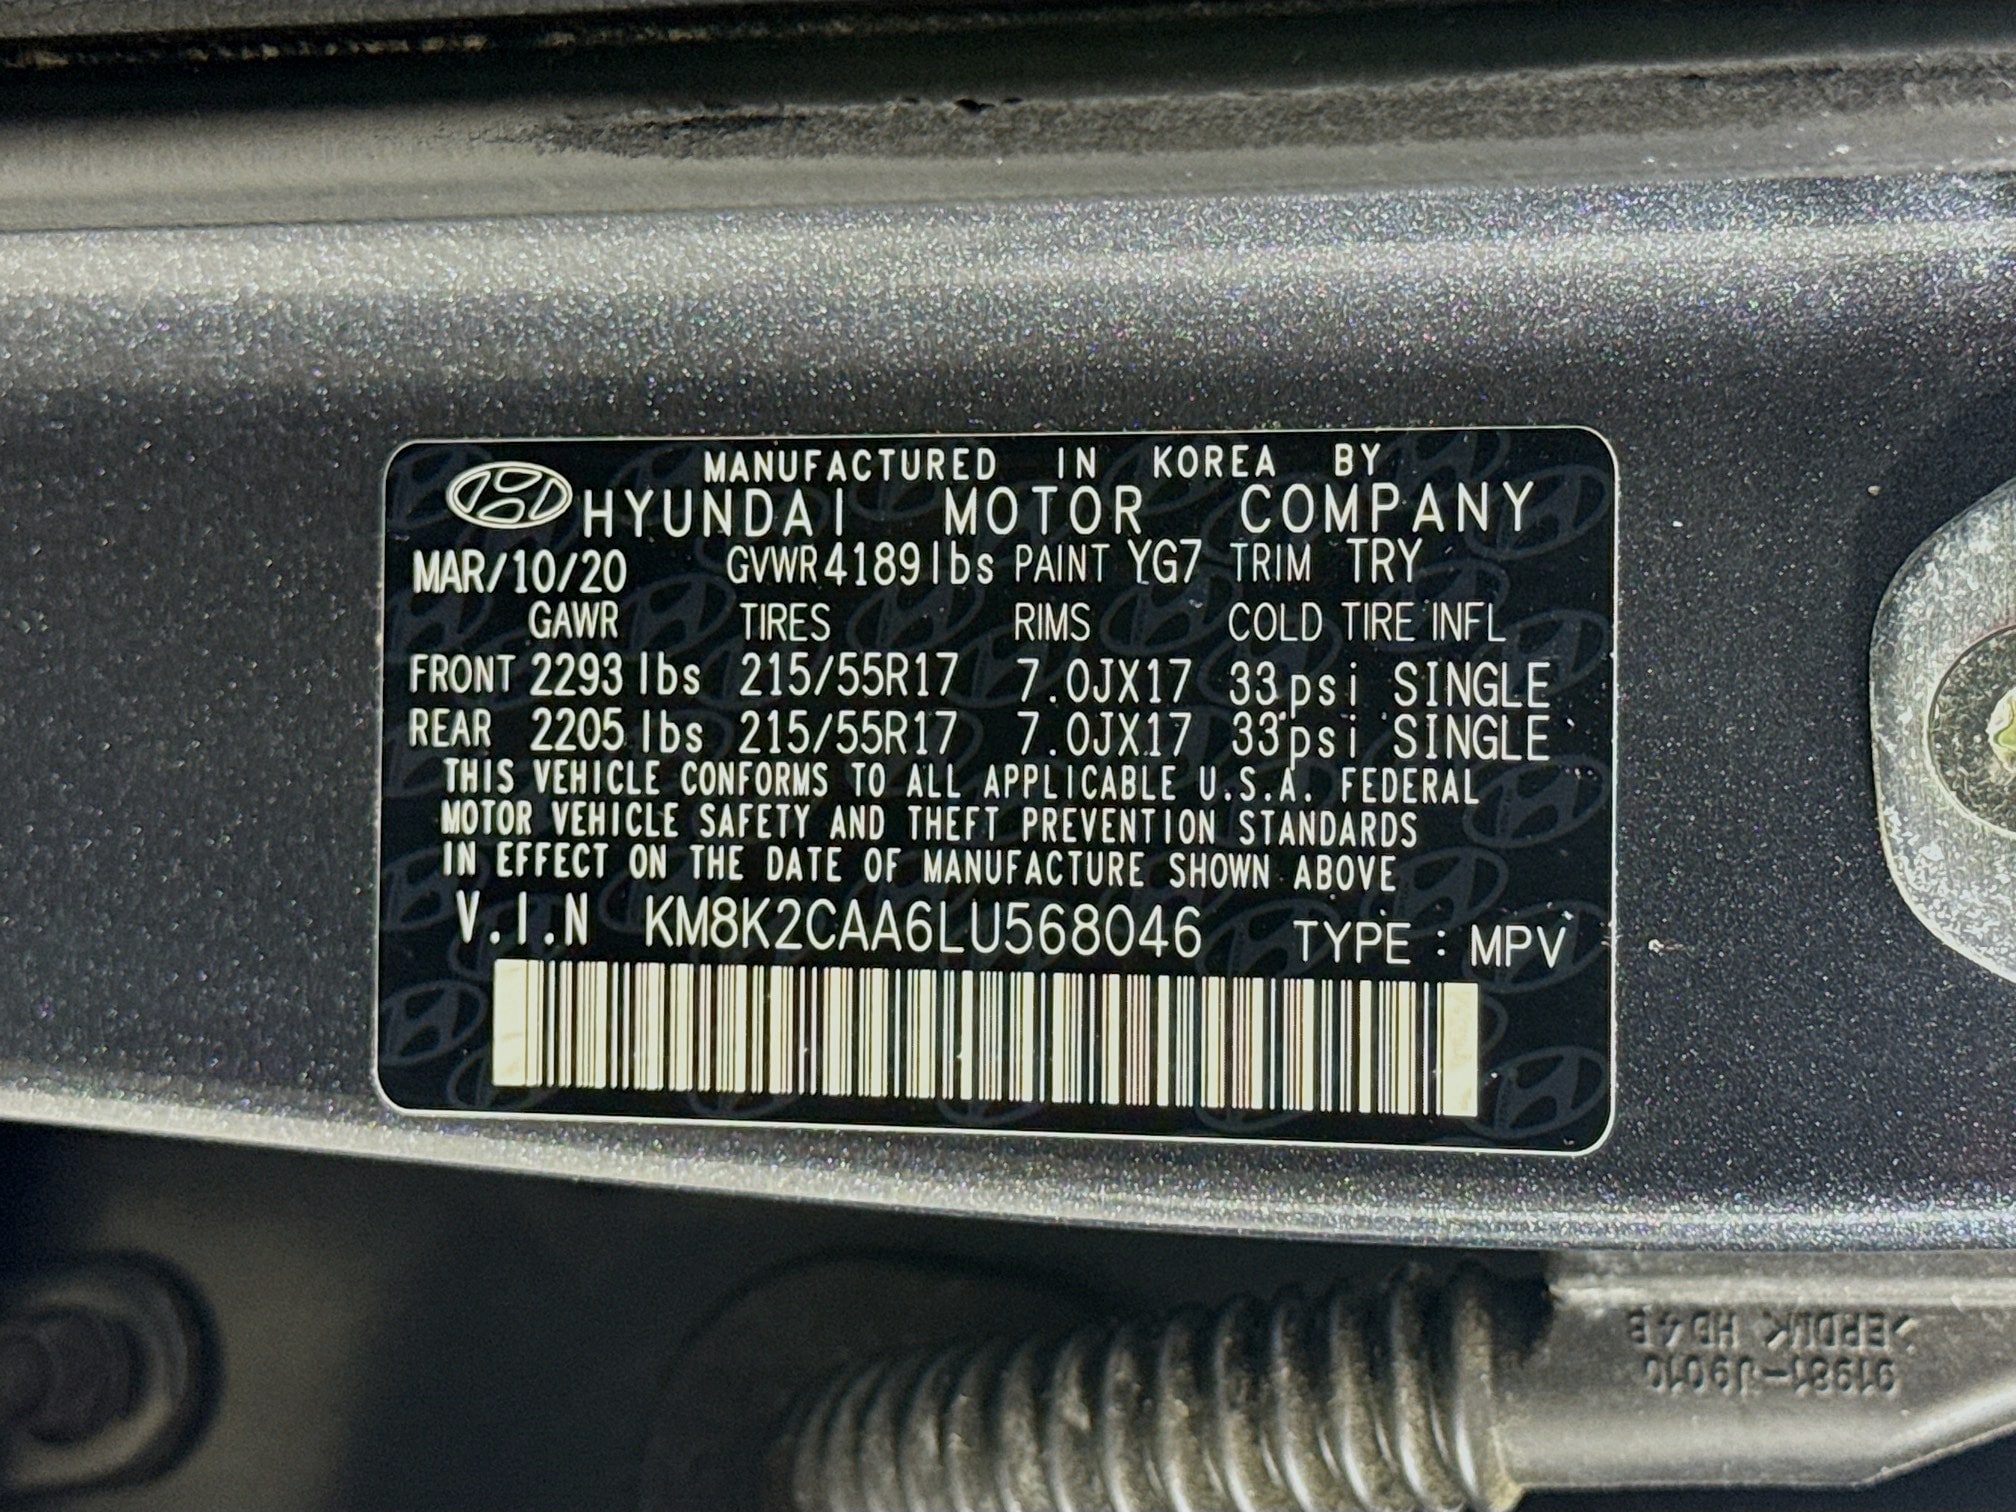 MANUFACTURED IN KOREA BY
HYUNDAI MOTOR COMPANY
MAR/10/20 GVWR 4189lbs PAINT YG7 TRIM TRY
GAWR TIRES RIMS COLD TIRE INFL
FRONT 2293 lbs 215/55R17 7.0JX17 33psi SINGLE
REAR 2205 lbs 215/55R17 7.0JX17 33psi SINGLE
THIS VEHICLE CONFORMS TO ALL APPLICABLE U.S.A. FEDERAL
MOTOR VEHICLE SAFETY AND THEFT PREVENTION STANDARDS
IN EFFECT ON THE DATE OF MANUFACTURE SHOWN ABOVE
V.I.N KM8K2CAA6LU568046 TYPE : MPV
91981-J9010